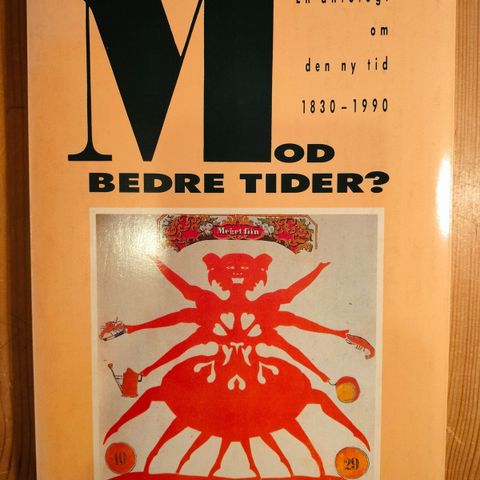 En antologi
om
den ny tid
1830-1990
MOD
BEDRE TIDER?
Meget fiin
10 29